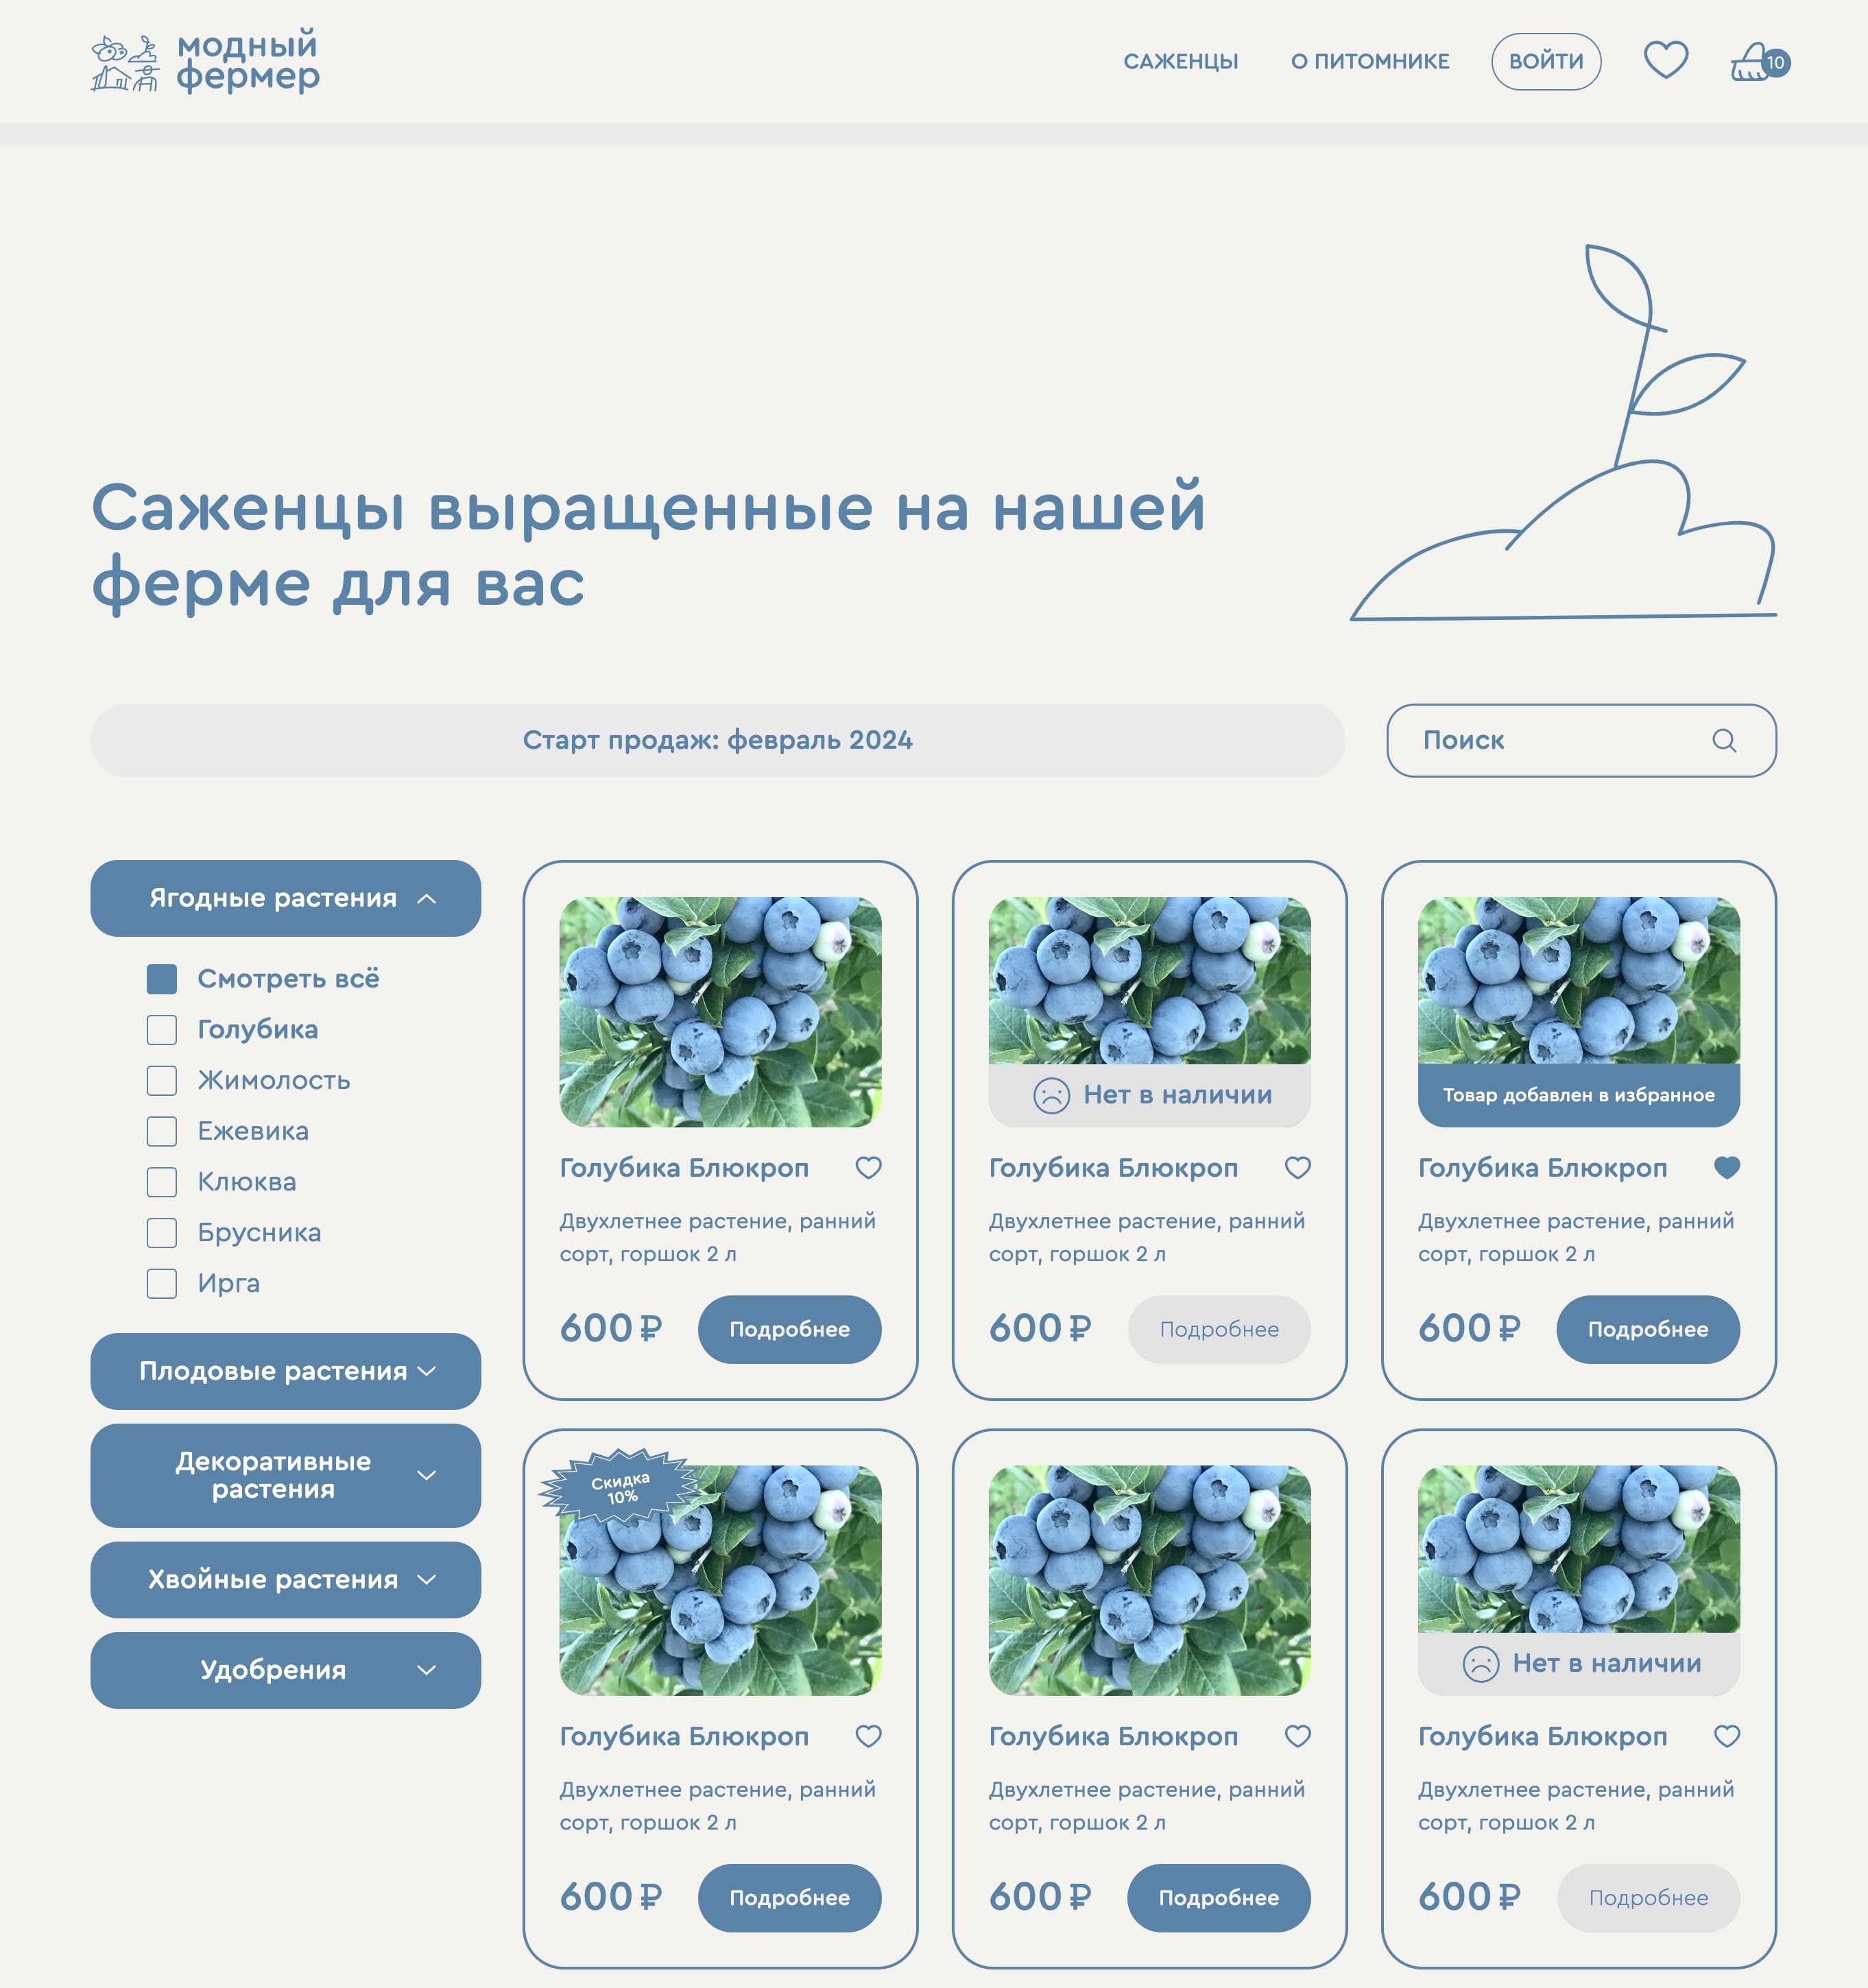 модный
фермер
САЖЕНЦЫ
О ПИТОМНИКЕ
ВОЙТИ
10
Саженцы выращенные на нашей
ферме для вас
Старт продаж: февраль 2024
Поиск
Ягодные растения
Смотреть всё
Голубика
Жимолость
Ежевика
Клюква
Брусника
Ирга
Плодовые растения
Декоративные
растения
Хвойные растения
Удобрения
Голубика Блюкроп
Двухлетнее растение, ранний
сорт, горшок 2 л
600 ₽
Подробнее
Нет в наличии
Голубика Блюкроп
Двухлетнее растение, ранний
сорт, горшок 2 л
600 ₽
Подробнее
Товар добавлен в избранное
Голубика Блюкроп
Двухлетнее растение, ранний
сорт, горшок 2 л
600 ₽
Подробнее
Скидка
10%
Голубика Блюкроп
Двухлетнее растение, ранний
сорт, горшок 2 л
600 ₽
Подробнее
Голубика Блюкроп
Двухлетнее растение, ранний
сорт, горшок 2 л
600 ₽
Подробнее
Нет в наличии
Голубика Блюкроп
Двухлетнее растение, ранний
сорт, горшок 2 л
600 ₽
Подробнее